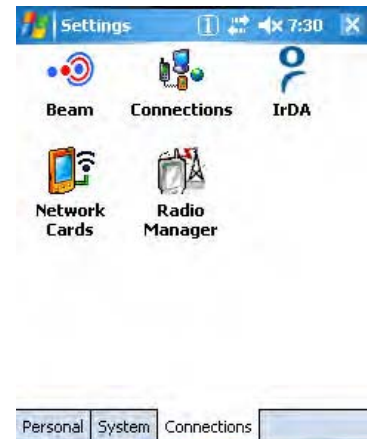 Settings 7:30
Beam Connections IrDA
Network Cards
Radio Manager
Personal System Connections